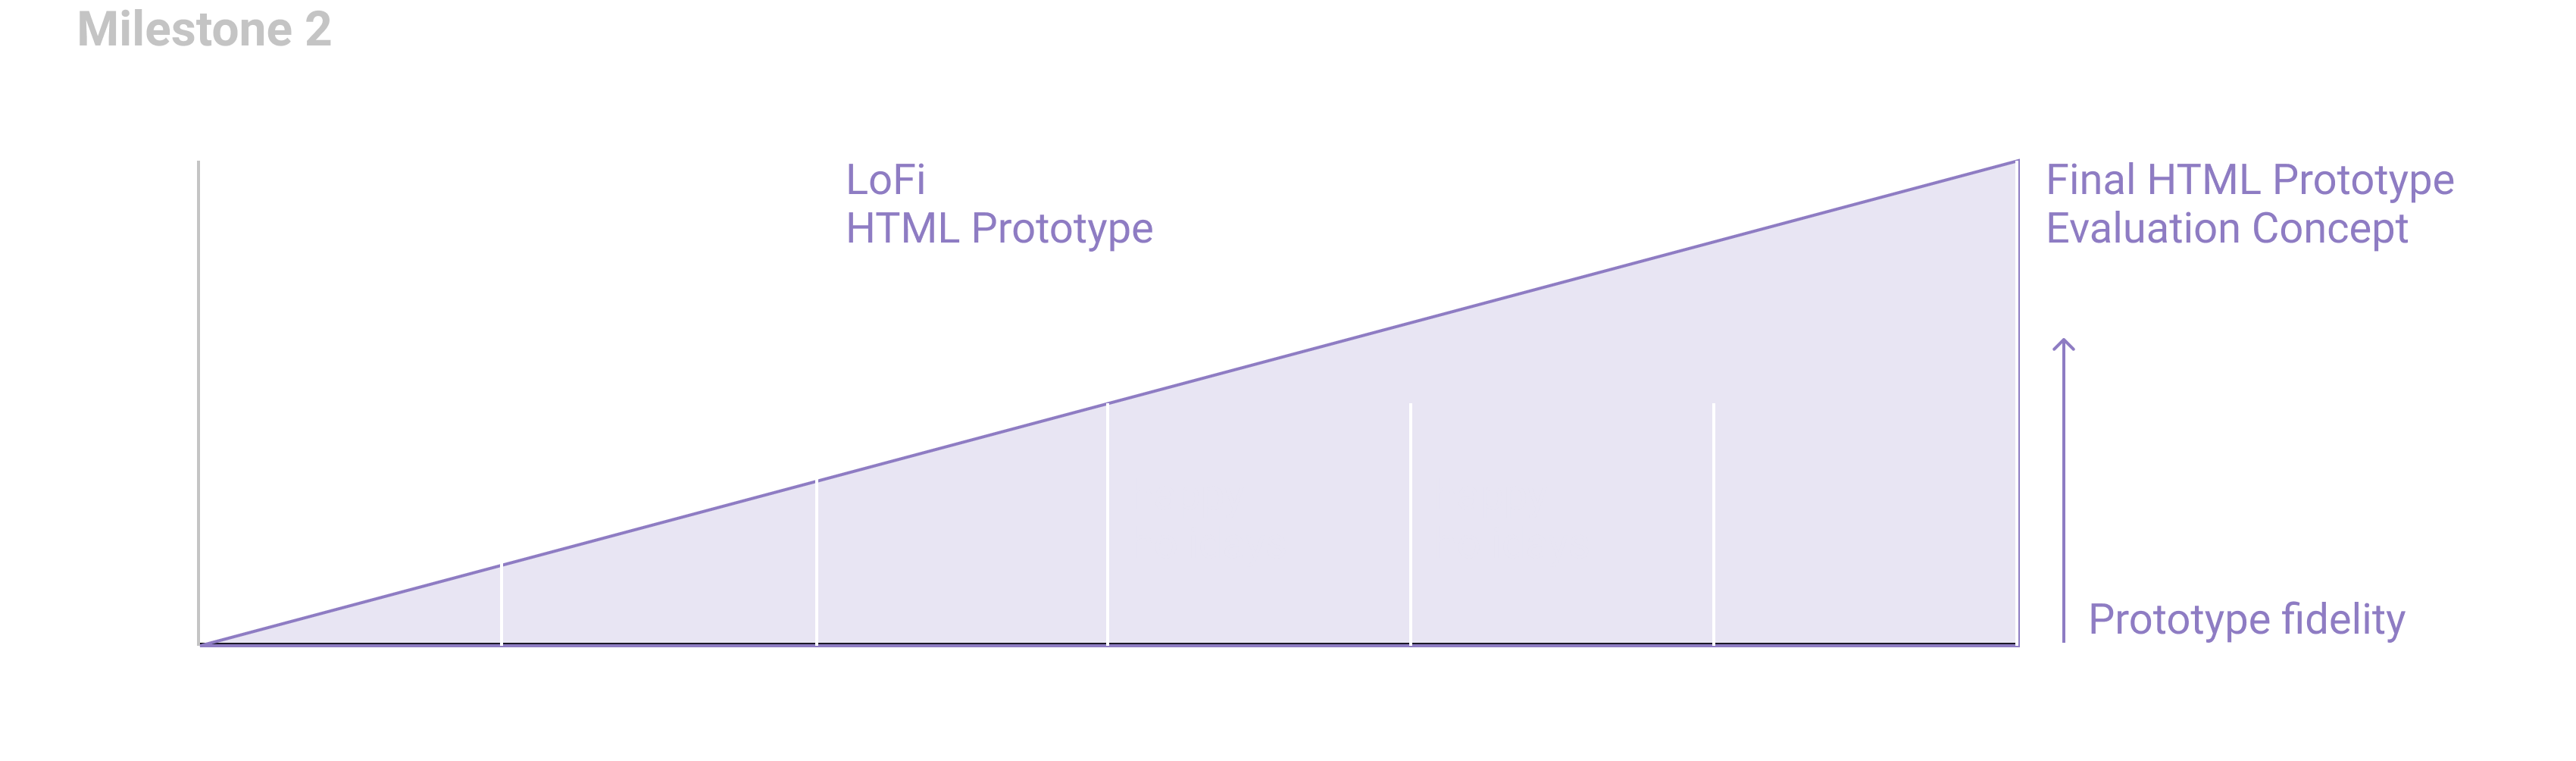 Milestone 2
LoFi
HTML Prototype
Final HTML Prototype
Evaluation Concept
Prototype fidelity